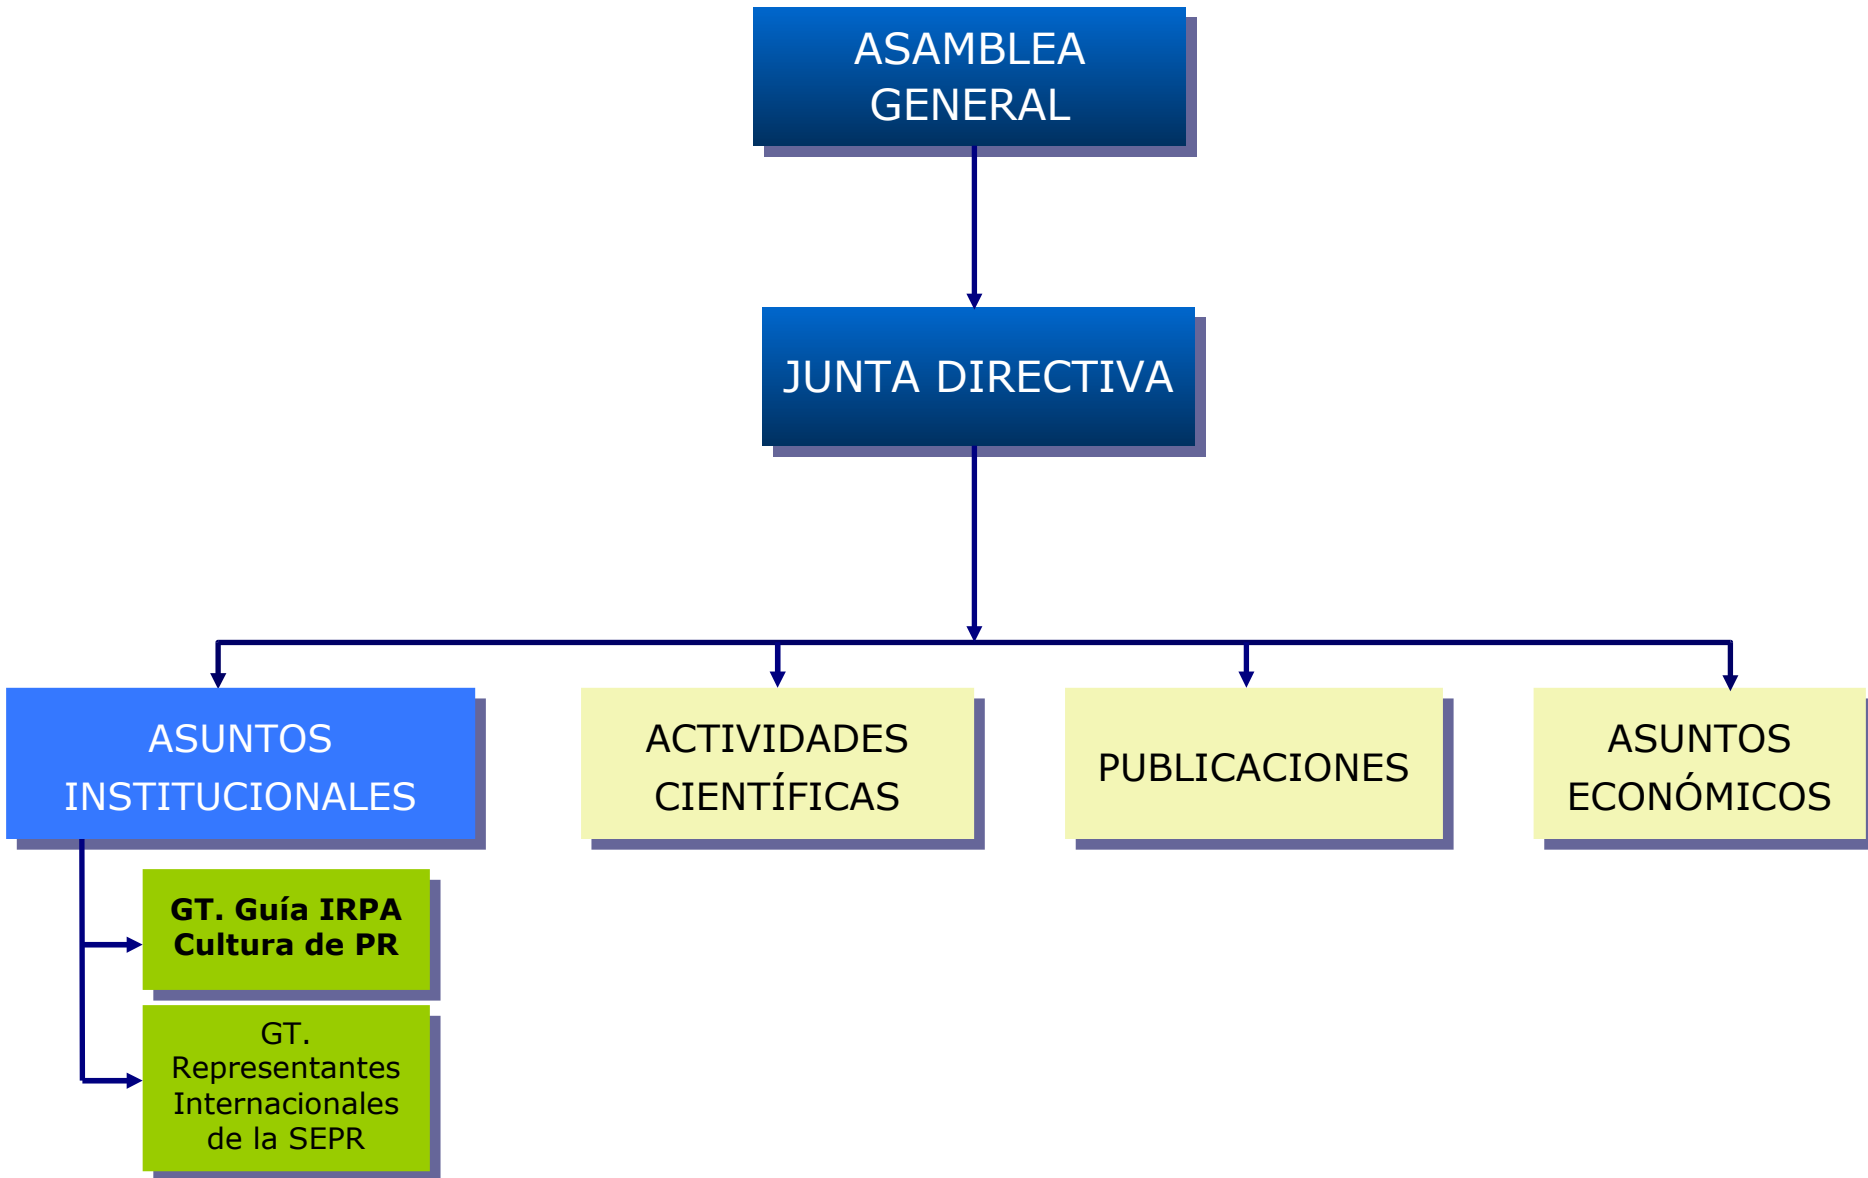 ASAMBLEA
GENERAL
JUNTA DIRECTIVA
ASUNTOS
INSTITUCIONALES
ACTIVIDADES
CIENTÍFICAS
PUBLICACIONES
ASUNTOS
ECONÓMICOS
GT. Guía IRPA
Cultura de PR
GT.
Representantes
Internacionales
de la SEPR